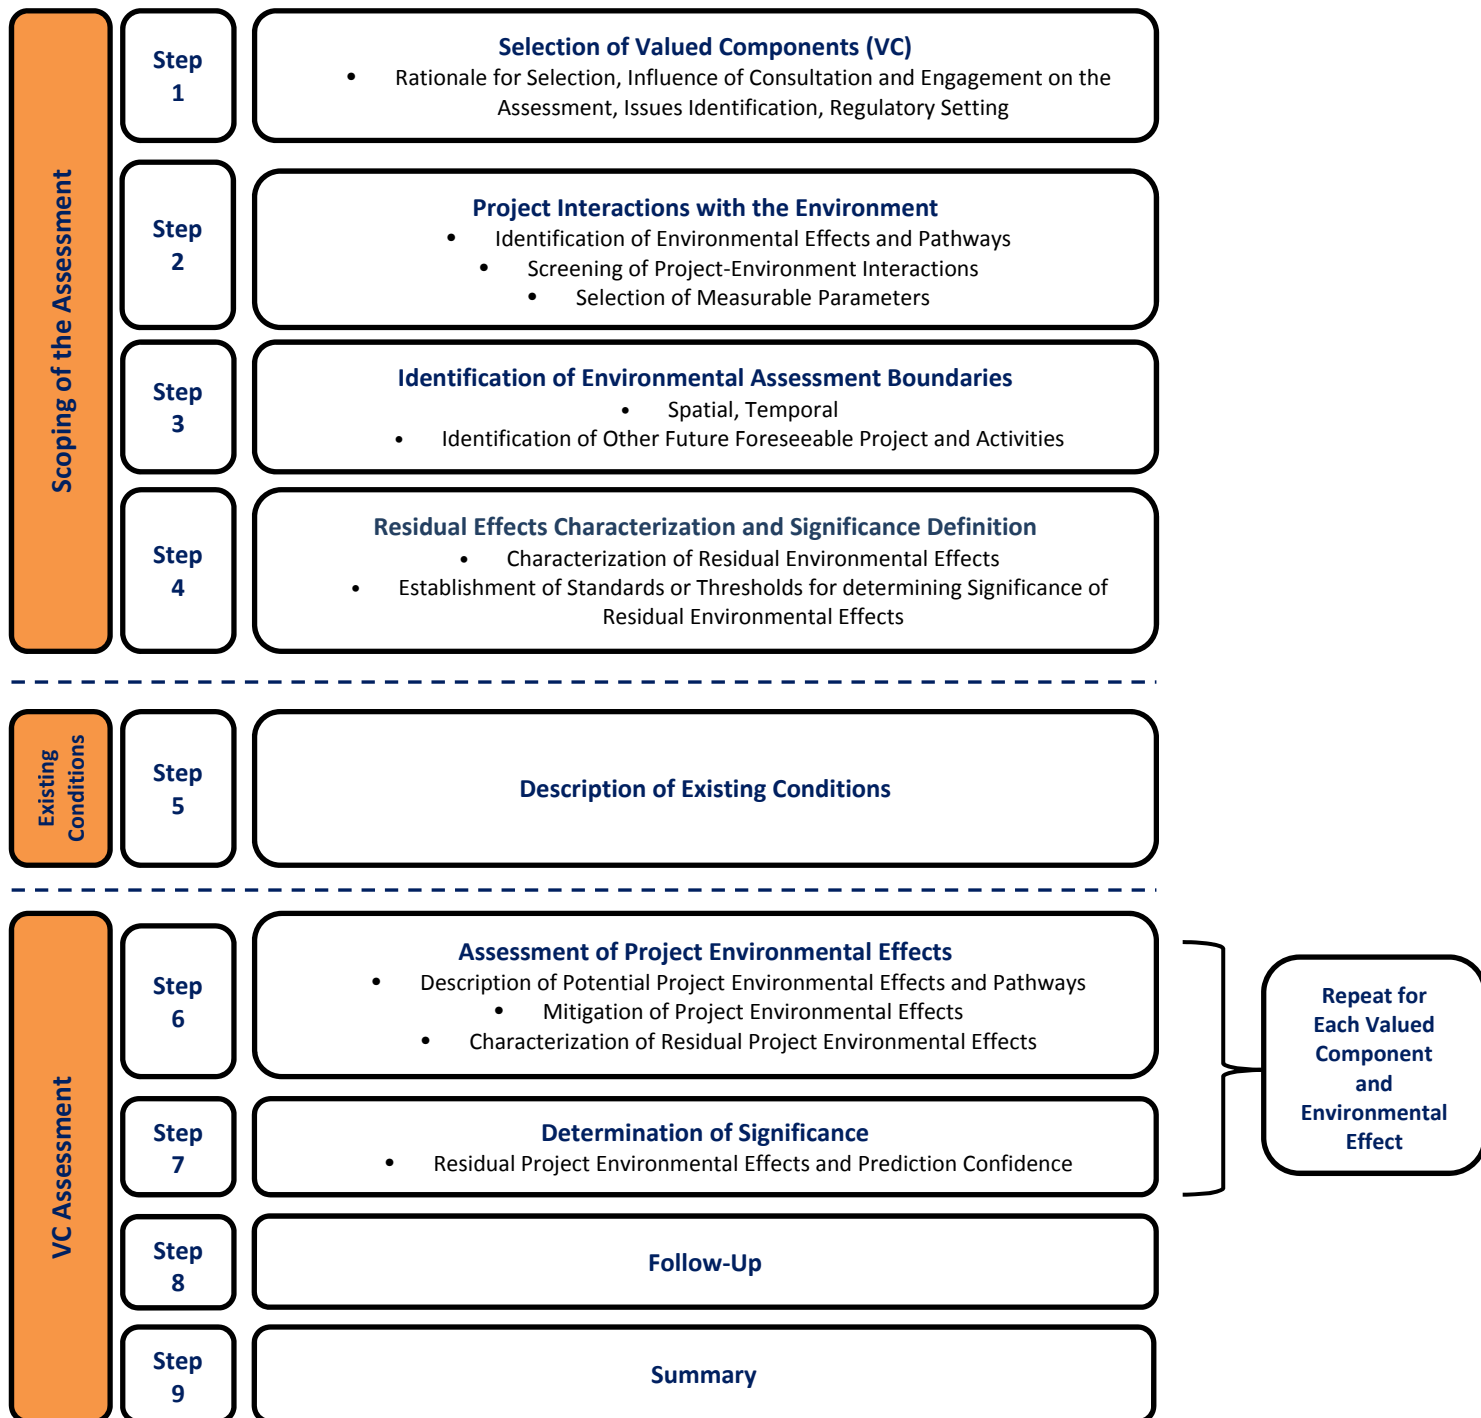 Scoping of the Assessment
Step
1
Selection of Valued Components (VC)
• Rationale for Selection, Influence of Consultation and Engagement on the
Assessment, Issues Identification, Regulatory Setting
Step
2
Project Interactions with the Environment
• Identification of Environmental Effects and Pathways
• Screening of Project-Environment Interactions
• Selection of Measurable Parameters
Step
3
Identification of Environmental Assessment Boundaries
• Spatial, Temporal
• Identification of Other Future Foreseeable Project and Activities
Step
4
Residual Effects Characterization and Significance Definition
• Characterization of Residual Environmental Effects
• Establishment of Standards or Thresholds for determining Significance of
Residual Environmental Effects
Existing
Conditions
Step
5
Description of Existing Conditions
VC Assessment
Step
6
Assessment of Project Environmental Effects
• Description of Potential Project Environmental Effects and Pathways
• Mitigation of Project Environmental Effects
• Characterization of Residual Project Environmental Effects
Step
7
Determination of Significance
• Residual Project Environmental Effects and Prediction Confidence
Repeat for
Each Valued
Component
and
Environmental
Effect
Step
8
Follow-Up
Step
9
Summary